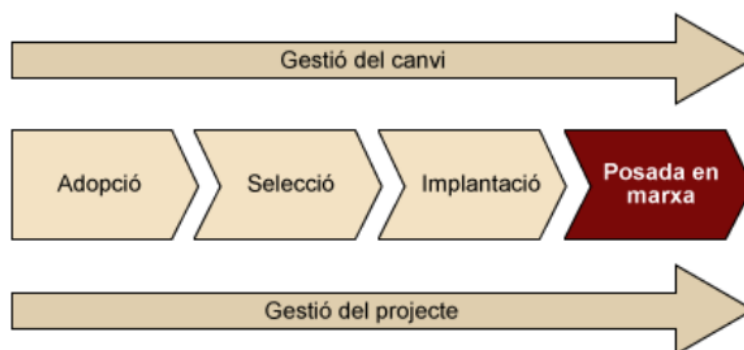 Gestió del canvi
Adopció
Selecció
Implantació
Posada en
marxa
Gestió del projecte